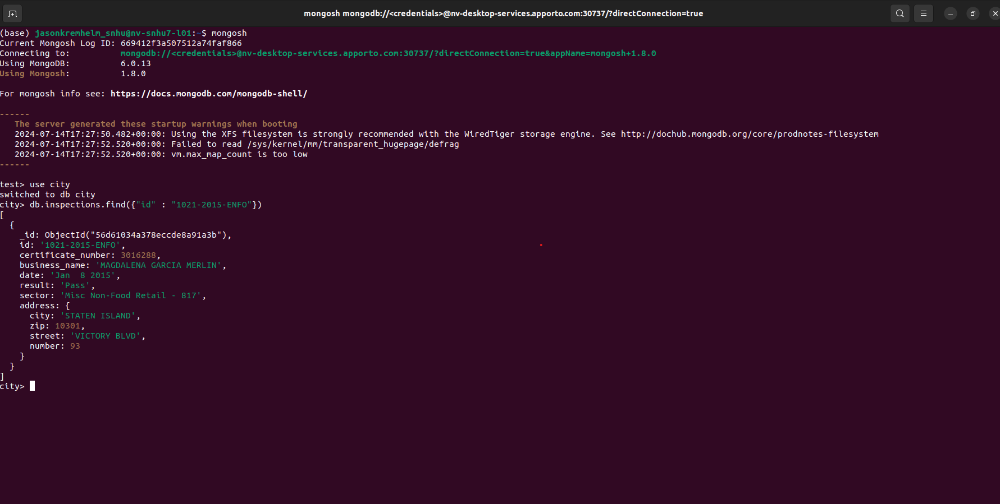 mongosh mongodb://<credentials>@nv-desktop-services.apporto.com:30737/?directConnection=true
(base) jasonkremhelm_snhu@nv-snhu7-l01:~$ mongosh
Current Mongosh Log ID: 669412f3a507512a74faf866
Connecting to:          mongodb://<credentials>@nv-desktop-services.apporto.com:30737/?directConnection=true&appName=mongosh+1.8.0
Using MongoDB:          6.0.13
Using Mongosh:          1.8.0
For mongosh info see: https://docs.mongodb.com/mongodb-shell/
------
   The server generated these startup warnings when booting
   2024-07-14T17:27:50.482+00:00: Using the XFS filesystem is strongly recommended with the WiredTiger storage engine. See http://dochub.mongodb.org/core/prodnotes-filesystem
   2024-07-14T17:27:52.520+00:00: Failed to read /sys/kernel/mm/transparent_hugepage/defrag
   2024-07-14T17:27:52.520+00:00: vm.max_map_count is too low
------
test> use city
switched to db city
city> db.inspections.find({"id" : "1021-2015-ENFO"})
[
  {
    _id: ObjectId("56d61034a378eccde8a91a3b"),
    id: '1021-2015-ENFO',
    certificate_number: 3016288,
    business_name: 'MAGDALENA GARCIA MERLIN',
    date: 'Jan  8 2015',
    result: 'Pass',
    sector: 'Misc Non-Food Retail - 817',
    address: {
      city: 'STATEN ISLAND',
      zip: 10301,
      street: 'VICTORY BLVD',
      number: 93
    }
  }
]
city>